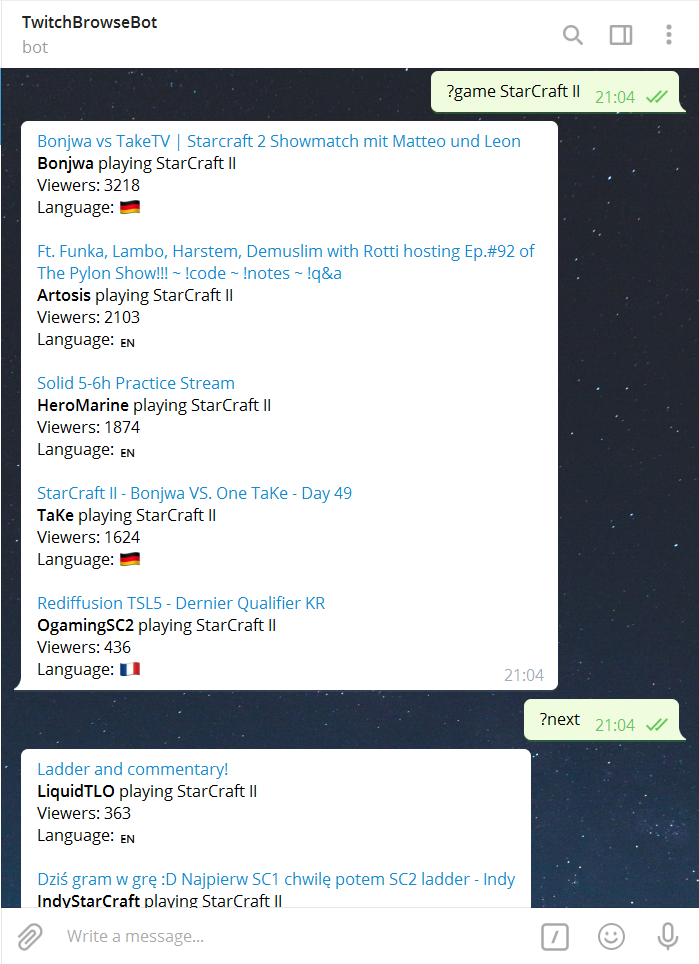 TwitchBrowseBot
bot
?game StarCraft II 21:04
Bonjwa vs TakeTV | Starcraft 2 Showmatch mit Matteo und Leon
Bonjwa playing StarCraft II
Viewers: 3218
Language: 🇩🇪
Ft. Funka, Lambo, Harstem, Demuslim with Rotti hosting Ep.#92 of
The Pylon Show!!! ~ !code ~ !notes ~ !q&a
Artosis playing StarCraft II
Viewers: 2103
Language: EN
Solid 5-6h Practice Stream
HeroMarine playing StarCraft II
Viewers: 1874
Language: EN
StarCraft II - Bonjwa VS. One TaKe - Day 49
TaKe playing StarCraft II
Viewers: 1624
Language: 🇩🇪
Rediffusion TSL5 - Dernier Qualifier KR
OgamingSC2 playing StarCraft II
Viewers: 436
Language: 🇫🇷
21:04
?next 21:04
Ladder and commentary!
LiquidTLO playing StarCraft II
Viewers: 363
Language: EN
Dziś gram w grę :D Najpierw SC1 chwilę potem SC2 ladder - Indy
IndyStarCraft playing StarCraft II
Write a message...